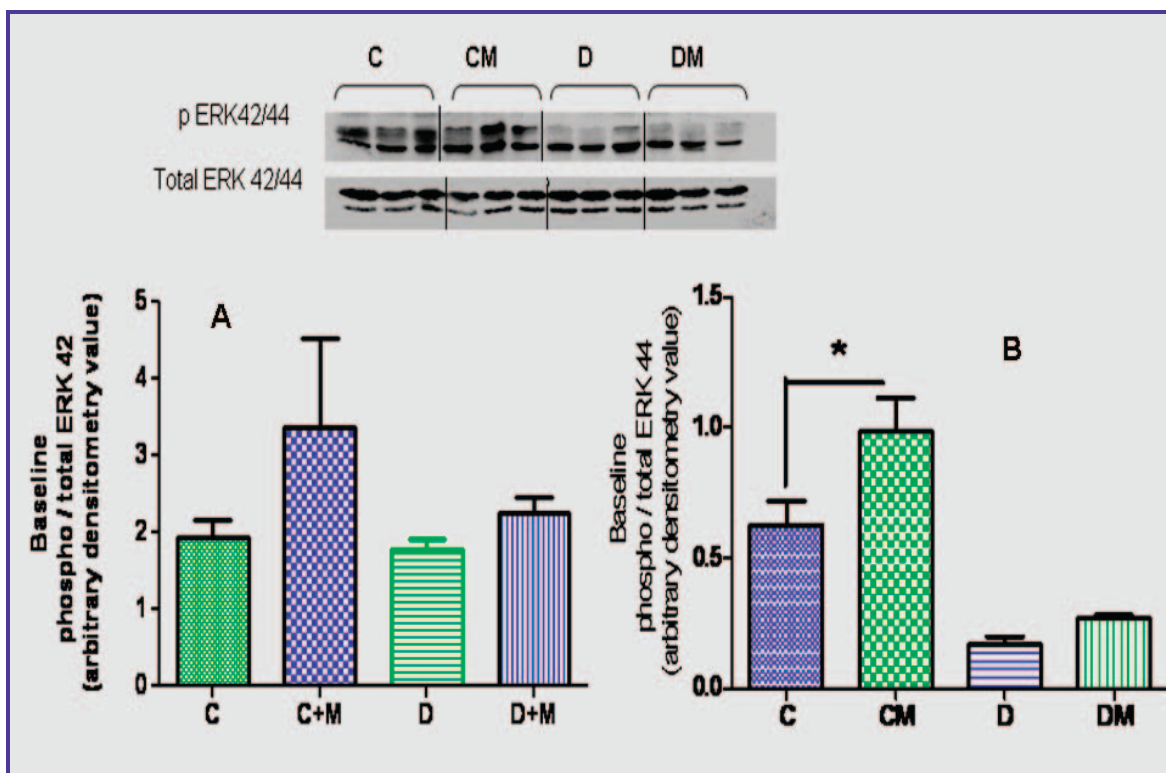 C CM D DM
p ERK42/44
Total ERK 42/44
Baseline
phospho / total ERK 42
(arbitrary densitometry value)
A
5
4
3
2
1
0
C C+M D D+M
Baseline
phospho / total ERK 44
(arbitrary densitometry value)
B
*
1.5
1.0
0.5
0.0
C CM D DM